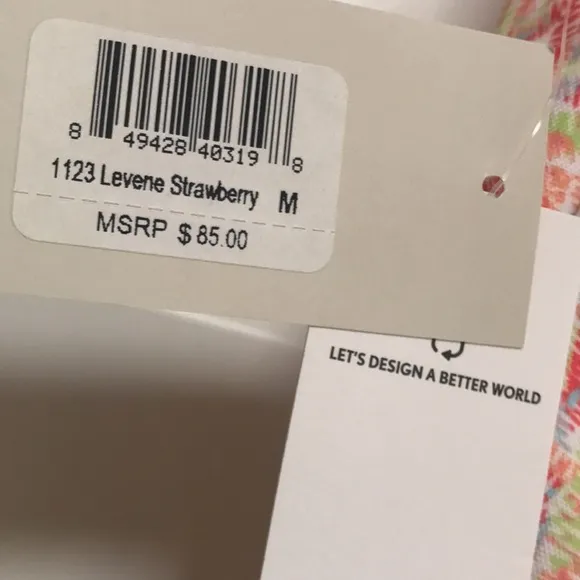 8 49428 40319 8
1123 Levene Strawberry M
MSRP $85.00
LET'S DESIGN A BETTER WORLD